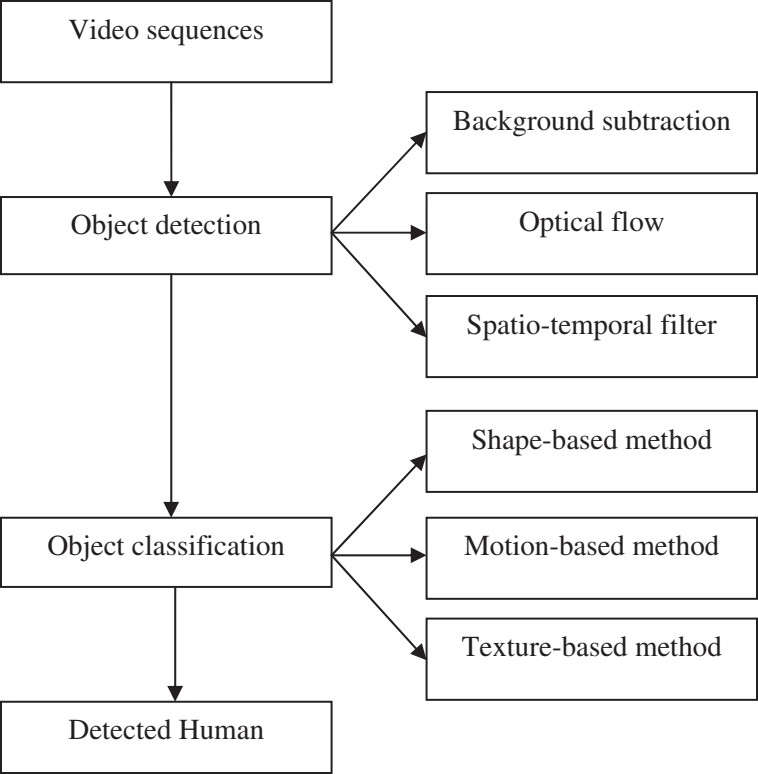 Video sequences
Background subtraction
Object detection
Optical flow
Spatio-temporal filter
Shape-based method
Object classification
Motion-based method
Texture-based method
Detected Human